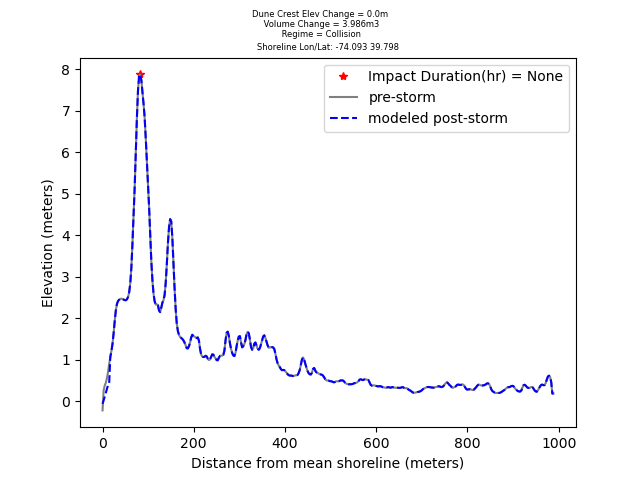 Dune Crest Elev Change = 0.0m
Volume Change = 3.986m3
Regime = Collision
Shoreline Lon/Lat: -74.093 39.798
Impact Duration(hr) = None
pre-storm
modeled post-storm
Elevation (meters)
8
7
6
5
4
3
2
1
0
0 200 400 600 800 1000
Distance from mean shoreline (meters)